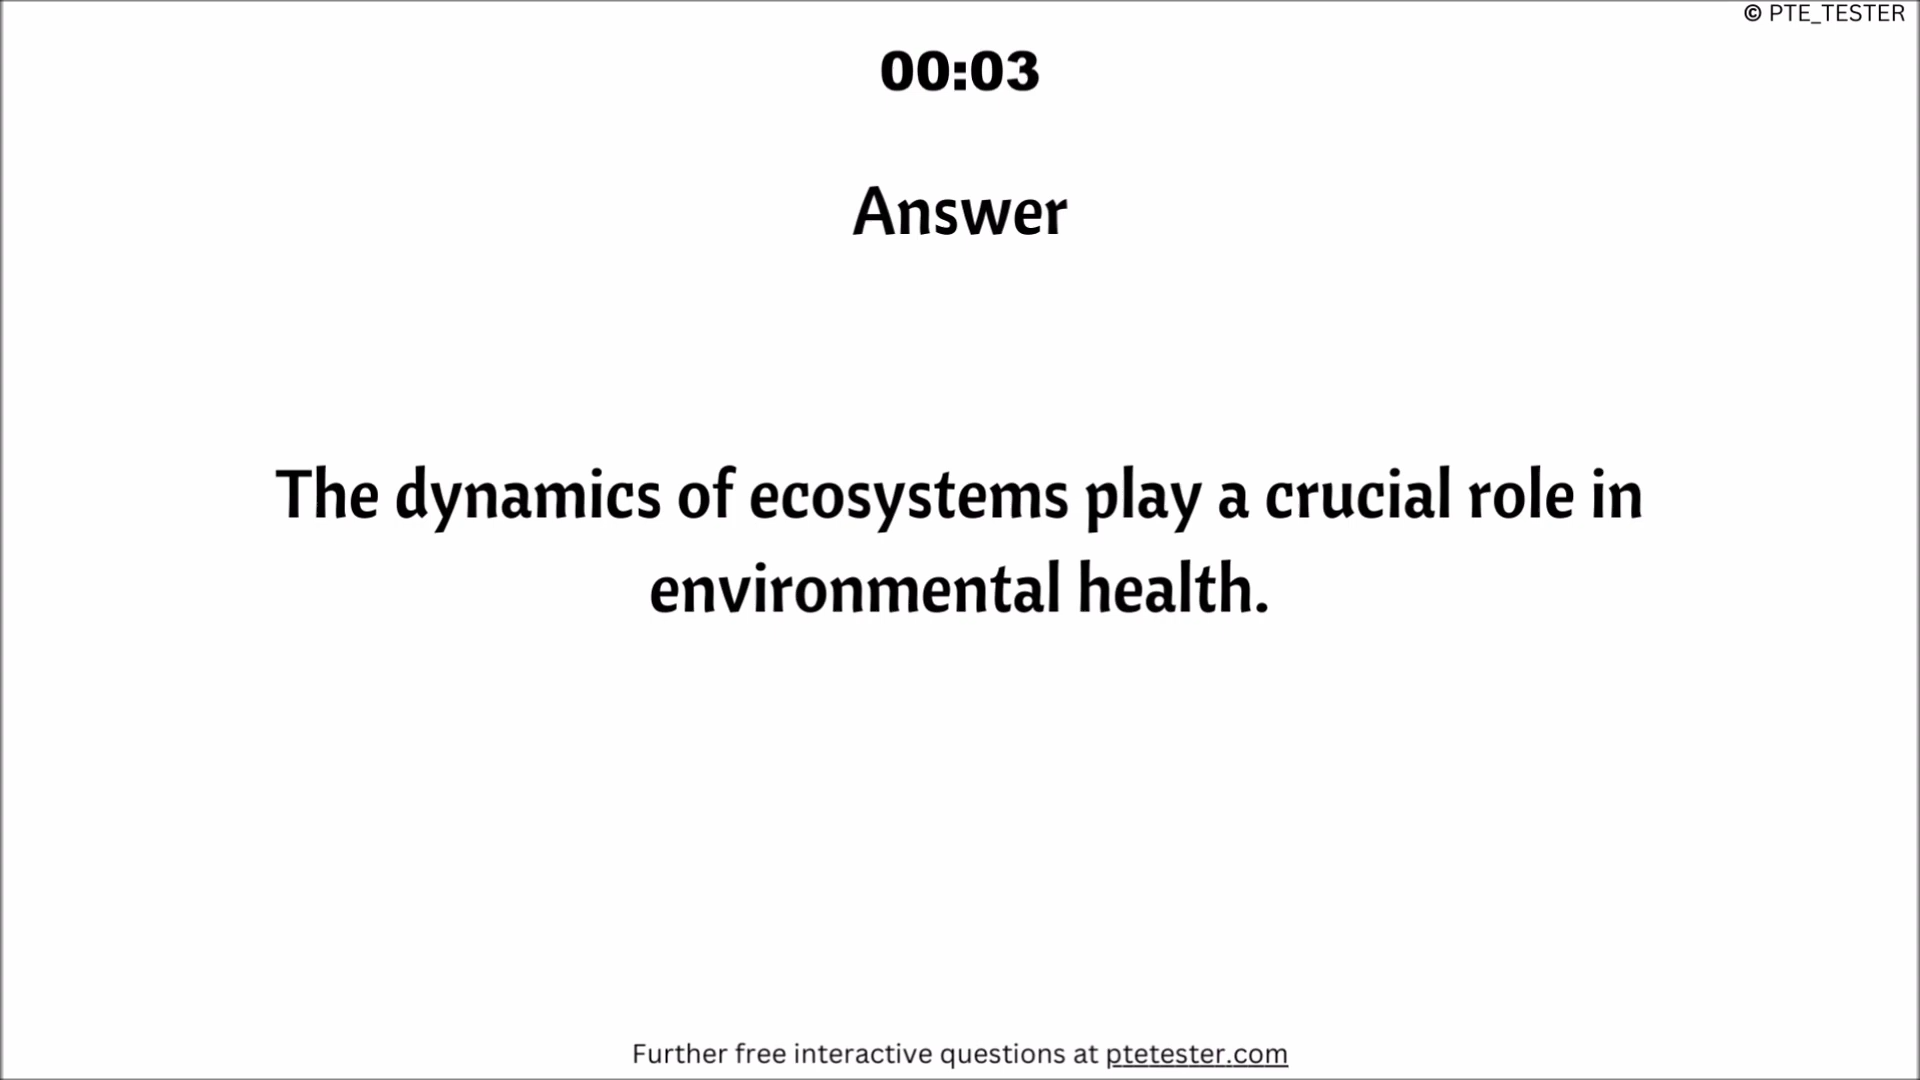 © PTE_TESTER
00:03
Answer
The dynamics of ecosystems play a crucial role in
environmental health.
Further free interactive questions at ptetester.com